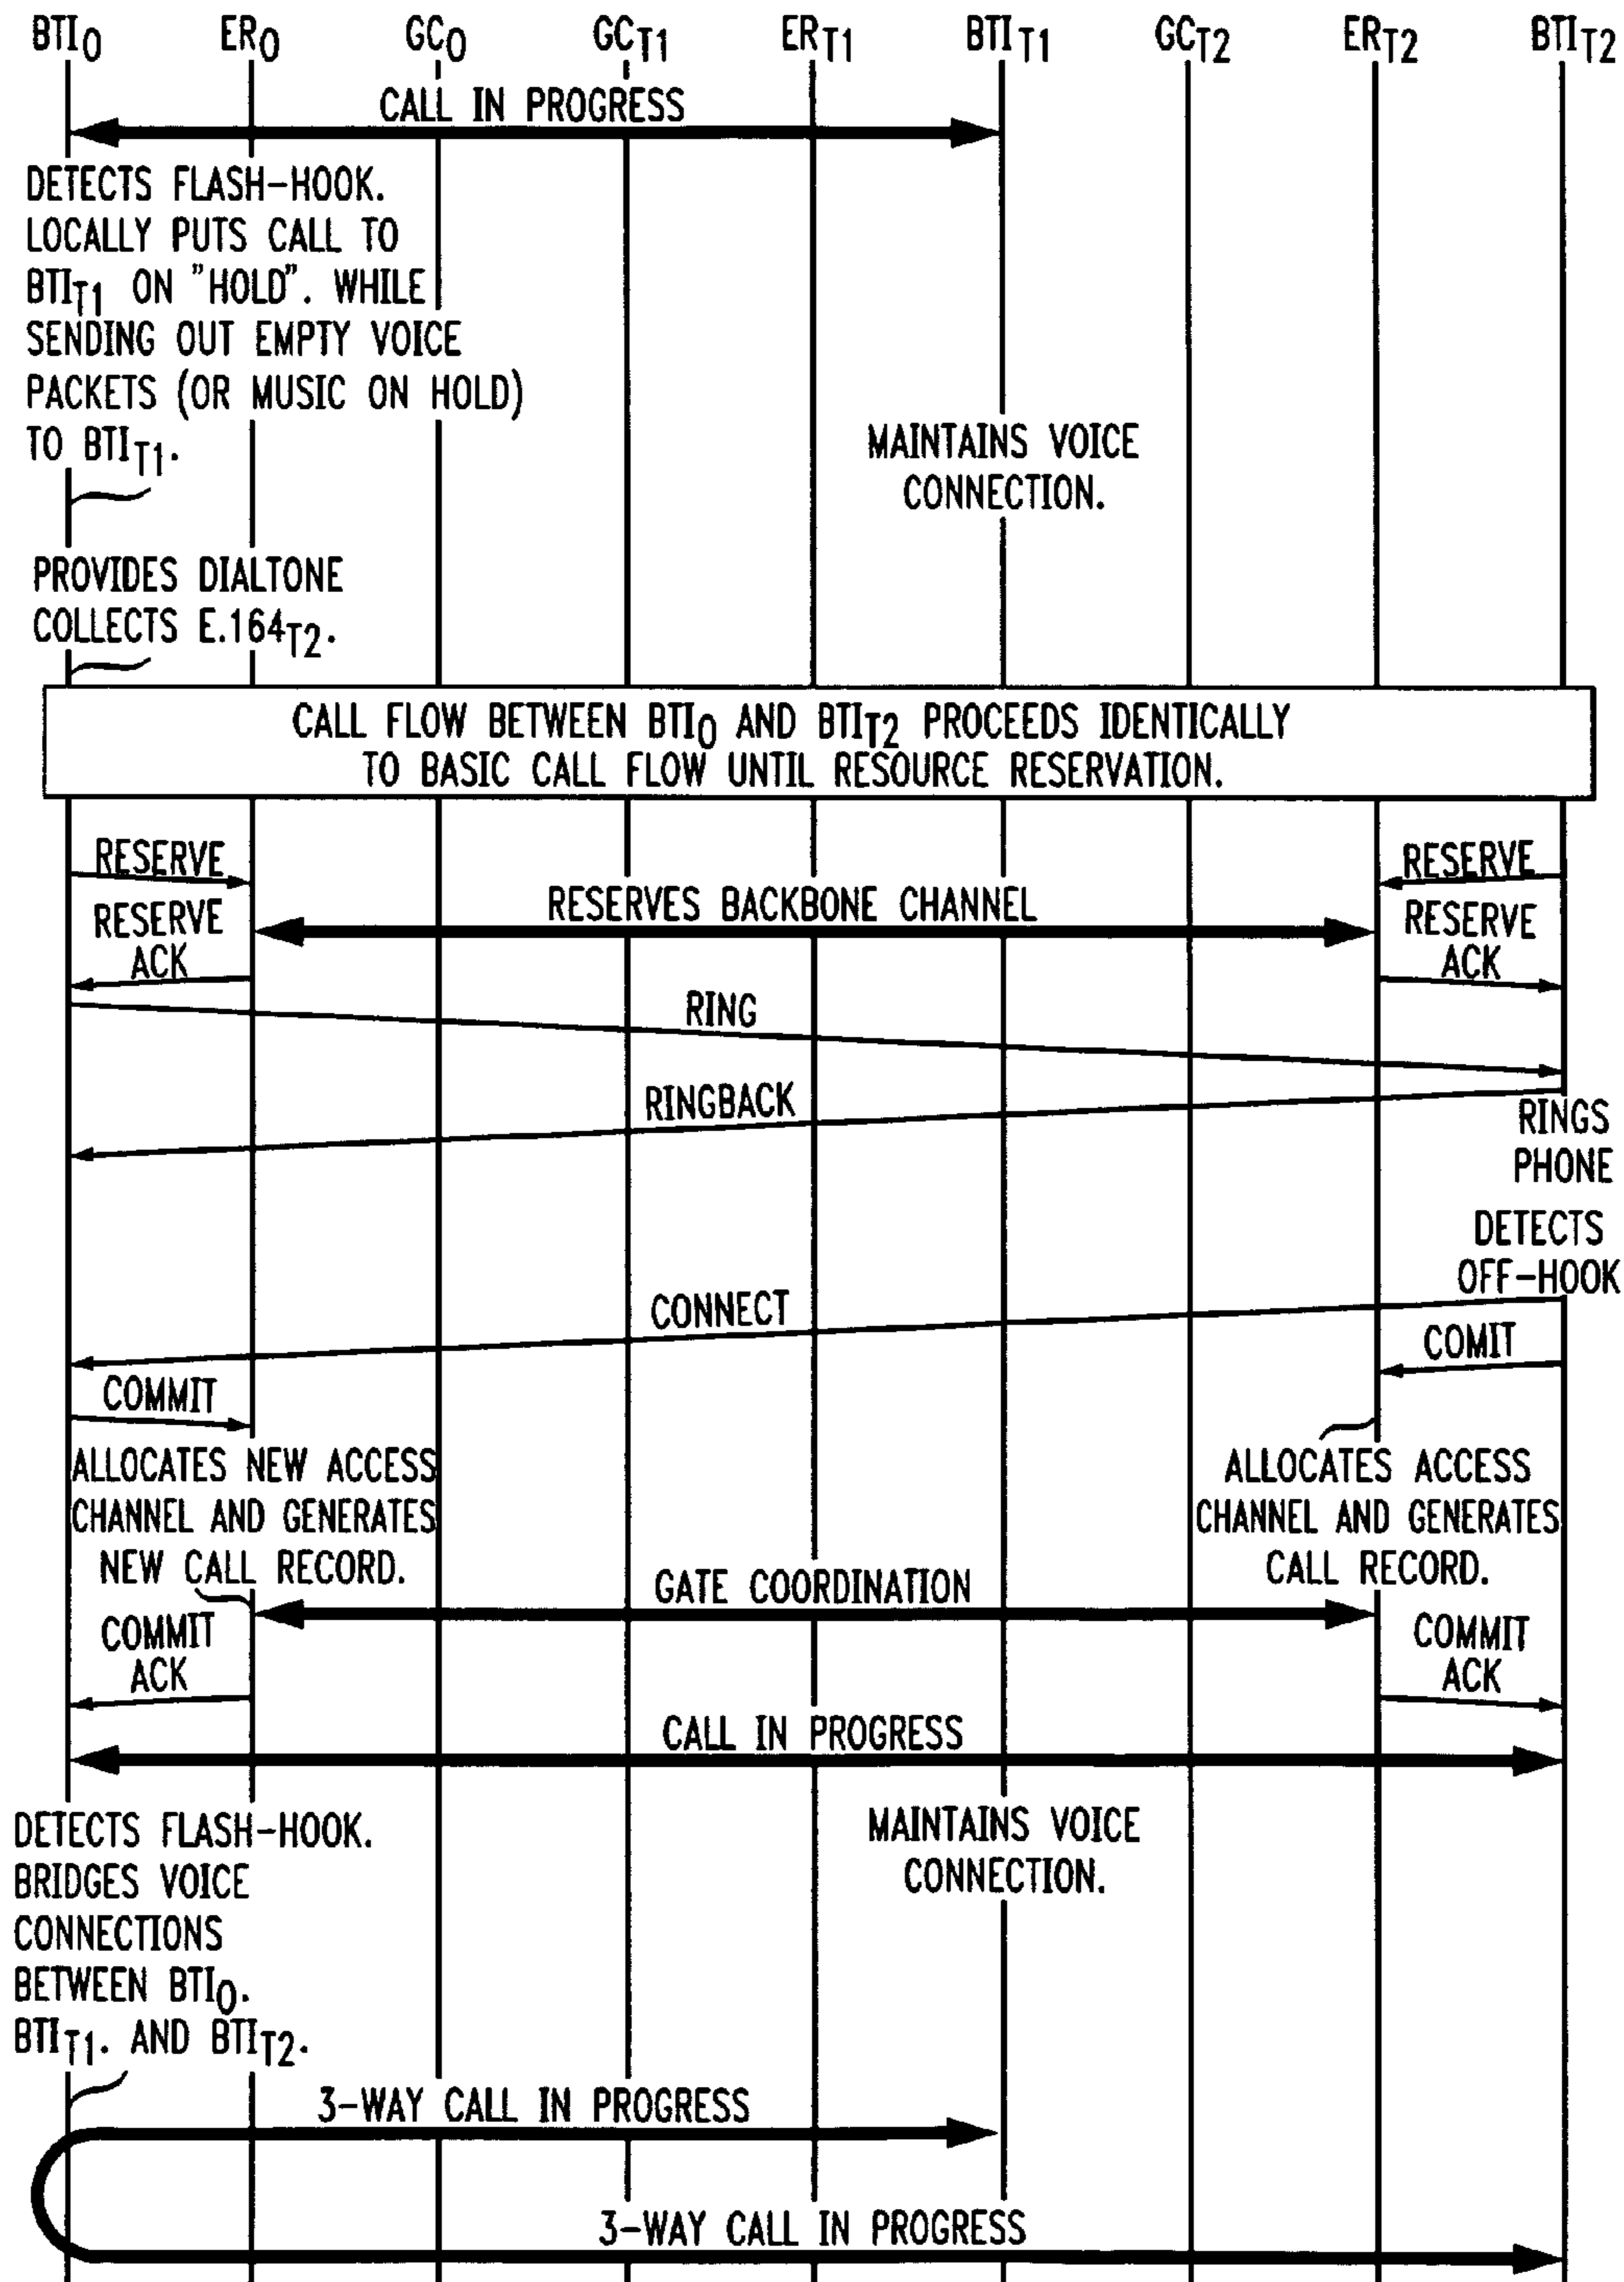 BTIO ERO GCO GCT1 ERT1 BTIT1 GCT2 ERT2 BTIT2
CALL IN PROGRESS
DETECTS FLASH-HOOK.
LOCALLY PUTS CALL TO
BTIT1 ON "HOLD". WHILE
SENDING OUT EMPTY VOICE
PACKETS (OR MUSIC ON HOLD)
TO BTIT1.
MAINTAINS VOICE
CONNECTION.
PROVIDES DIALTONE
COLLECTS E.164T2.
CALL FLOW BETWEEN BTIO AND BTIT2 PROCEEDS IDENTICALLY
TO BASIC CALL FLOW UNTIL RESOURCE RESERVATION.
RESERVE
RESERVE
RESERVES BACKBONE CHANNEL
RESERVE
ACK
RESERVE
ACK
RING
RINGBACK
RINGS
PHONE
DETECTS
OFF-HOOK
CONNECT
COMIT
COMMIT
ALLOCATES NEW ACCESS
CHANNEL AND GENERATES
NEW CALL RECORD.
ALLOCATES ACCESS
CHANNEL AND GENERATES
CALL RECORD.
GATE COORDINATION
COMMIT
ACK
COMMIT
ACK
CALL IN PROGRESS
DETECTS FLASH-HOOK.
BRIDGES VOICE
CONNECTIONS
BETWEEN BTIO.
BTIT1. AND BTIT2.
MAINTAINS VOICE
CONNECTION.
3-WAY CALL IN PROGRESS
3-WAY CALL IN PROGRESS